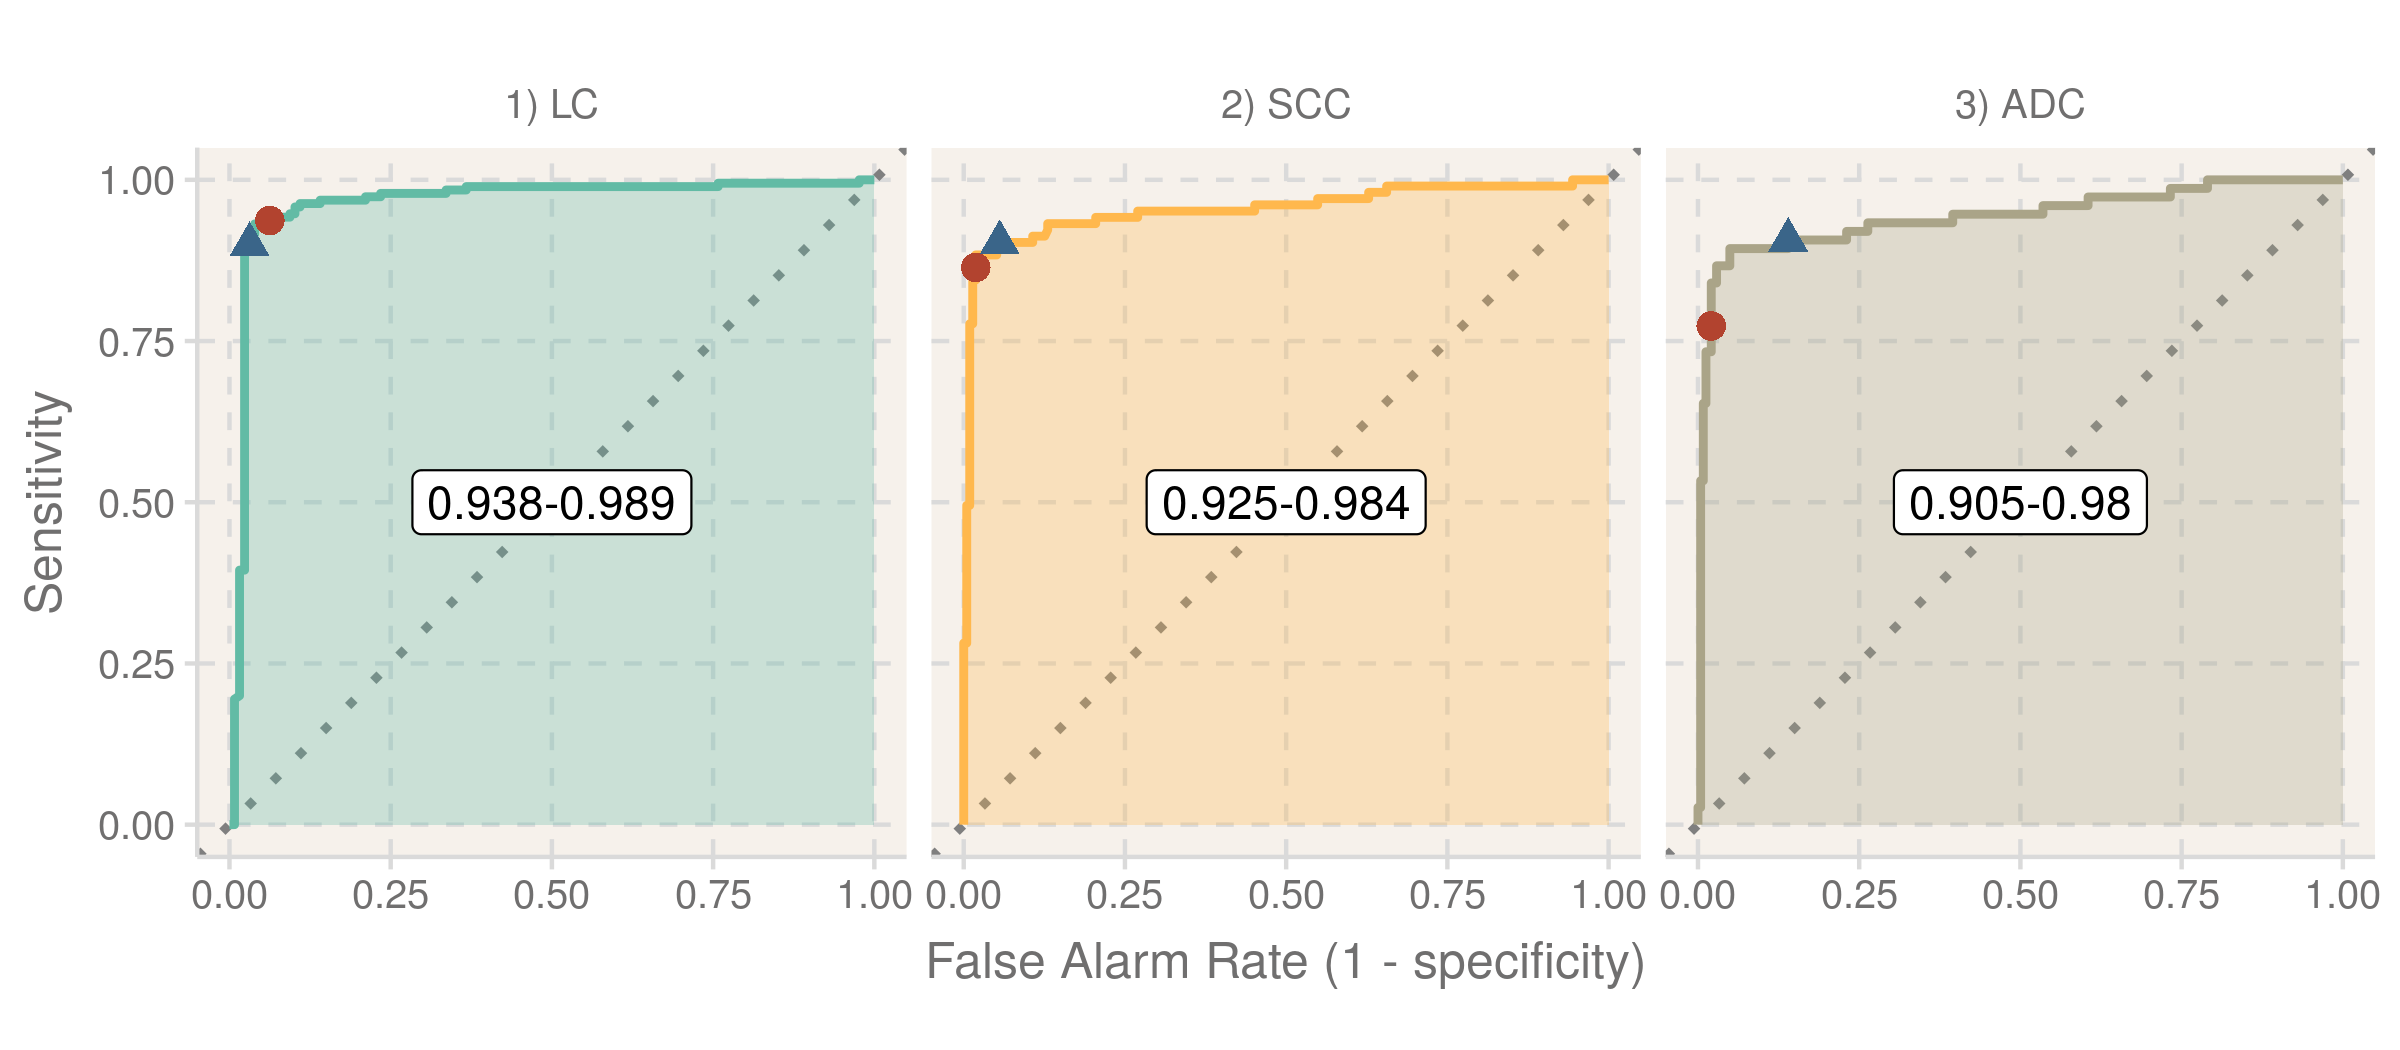 1) LC
2) SCC
3) ADC
Sensitivity
1.00
0.75
0.50
0.25
0.00
0.938-0.989
0.925-0.984
0.905-0.98
0.00 0.25 0.50 0.75 1.00
0.00 0.25 0.50 0.75 1.00
0.00 0.25 0.50 0.75 1.00
False Alarm Rate (1 - specificity)